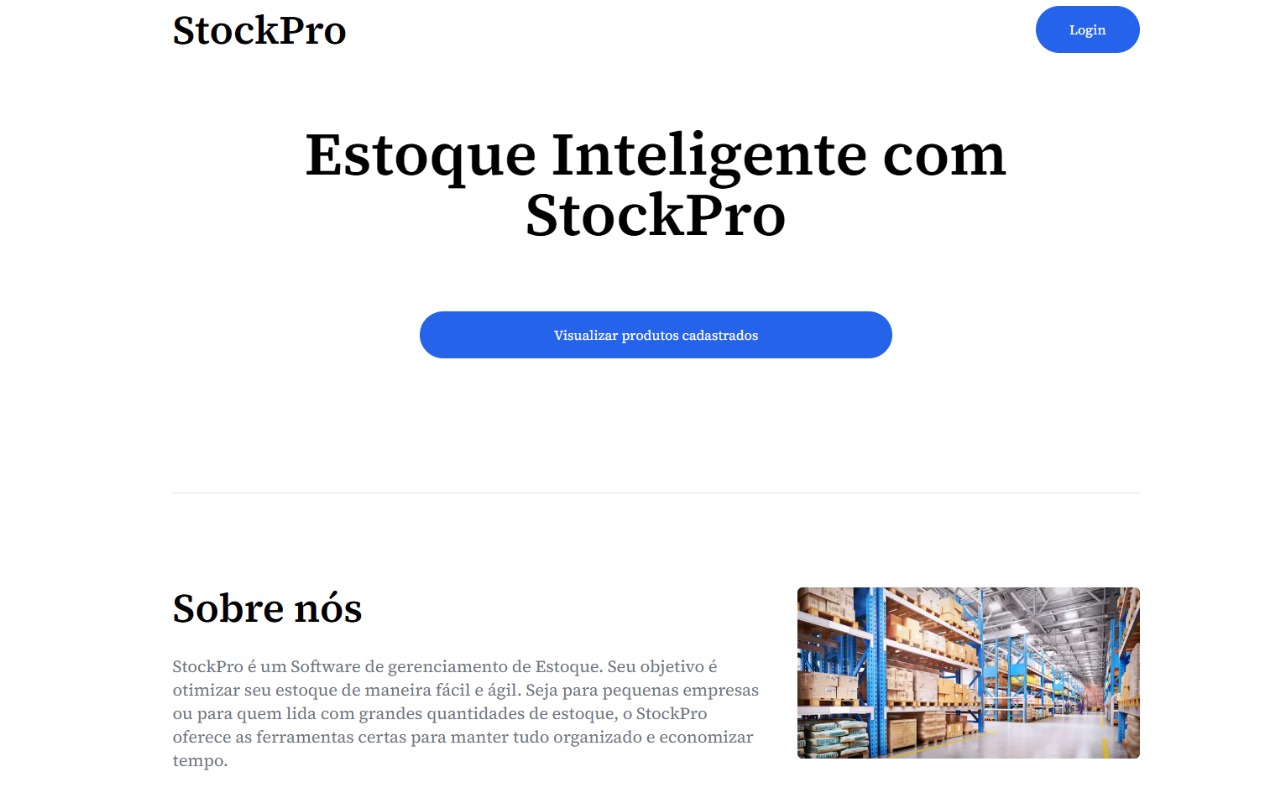 StockPro
Login
Estoque Inteligente com
StockPro
Visualizar produtos cadastrados
Sobre nós
StockPro é um Software de gerenciamento de Estoque. Seu objetivo é
otimizar seu estoque de maneira fácil e ágil. Seja para pequenas empresas
ou para quem lida com grandes quantidades de estoque, o StockPro
oferece as ferramentas certas para manter tudo organizado e economizar
tempo.